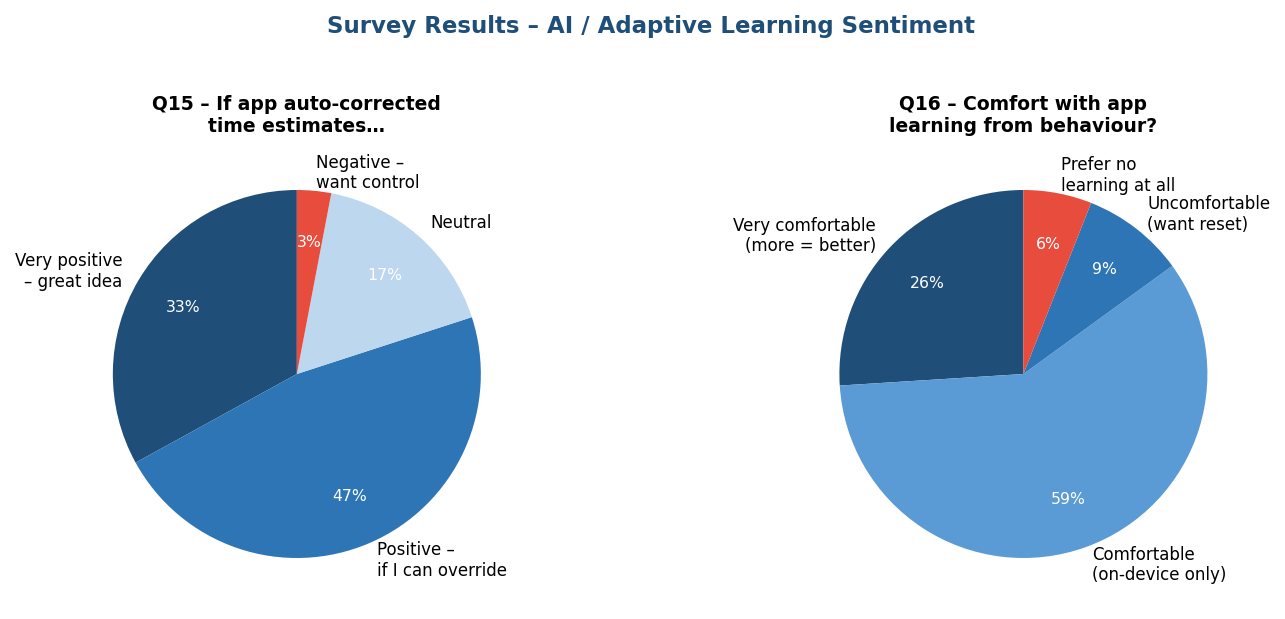 Survey Results – AI / Adaptive Learning Sentiment
Q15 – If app auto-corrected
time estimates…
Negative –
want control
Neutral
Very positive
– great idea
3%
17%
33%
47%
Positive –
if I can override
Q16 – Comfort with app
learning from behaviour?
Prefer no
learning at all
Uncomfortable
(want reset)
Very comfortable
(more = better)
6%
9%
26%
59%
Comfortable
(on-device only)